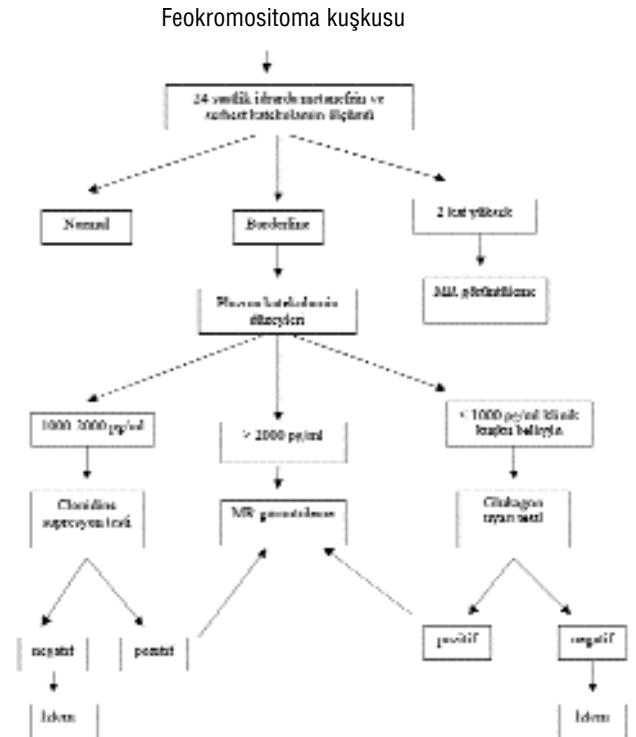 Feokromositoma kuşkusu
24 saatlik idrarda metanefrin ve
serbest katekolamin ölçümü
Normal
Borderline
2 kat yüksek
MR görüntüleme
Plazma katekolamin
düzeyleri
1000-2000 pg/ml
> 2000 pg/ml
< 1000 pg/ml klinik
kuşku belirgin
Clonidine
supresyon testi
MR görüntüleme
Glukagon
uyarı testi
negatif
pozitif
pozitif
negatif
İzlem
İzlem